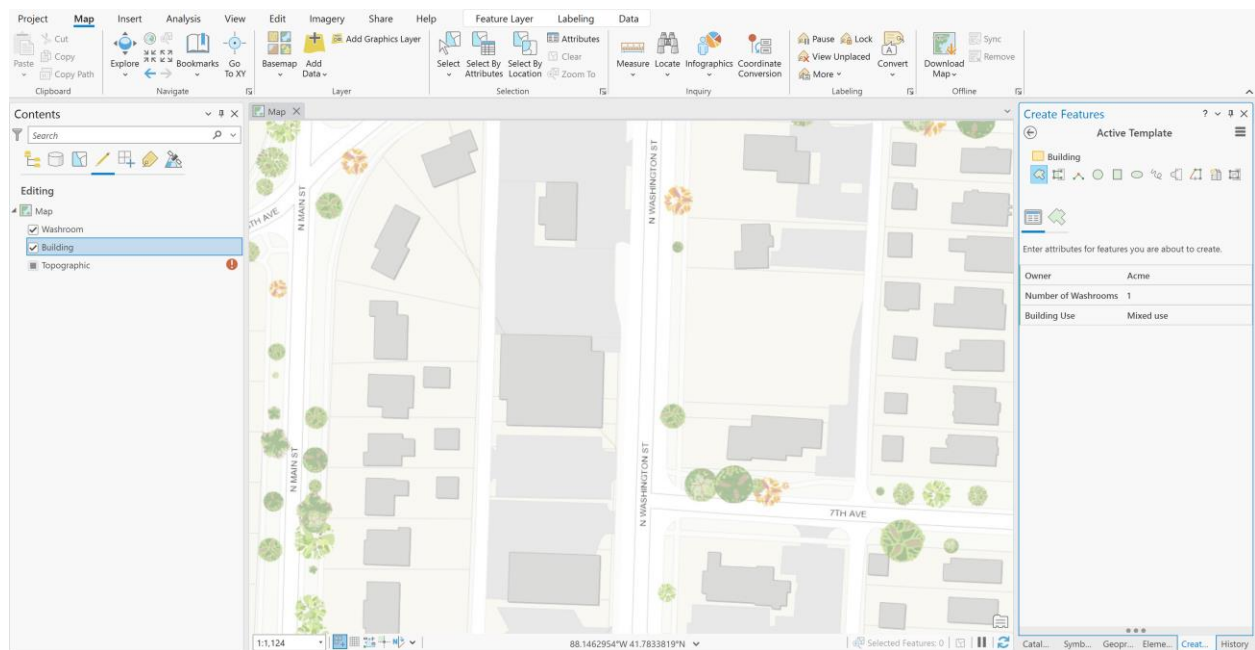 Project Map Insert Analysis View Edit Imagery Share Help Feature Layer Labeling Data
Paste
Cut
Copy
Copy Path
Clipboard
Explore
Bookmarks
Go
To XY
Navigate
Basemap
Add
Data
Add Graphics Layer
Layer
Select
Select By
Attributes
Select By
Location
Attributes
Clear
Zoom To
Selection
Measure
Locate
Infographics
Coordinate
Conversion
Inquiry
Pause
Lock
View Unplaced
More
Convert
Labeling
Download
Map
Sync
Remove
Offline
Contents
Search
Editing
Map
Washroom
Building
Topographic
Map
N MAIN ST
N WASHINGTON ST
N MAIN ST
N WASHINGTON ST
7TH AVE
1:1,124
88.1462954°W 41.7833819°N
Selected Features: 0
Create Features
Active Template
Building
Enter attributes for features you are about to create.
Owner Acme
Number of Washrooms 1
Building Use Mixed use
Catal... Symb... Geopr... Eleme... Creat... History